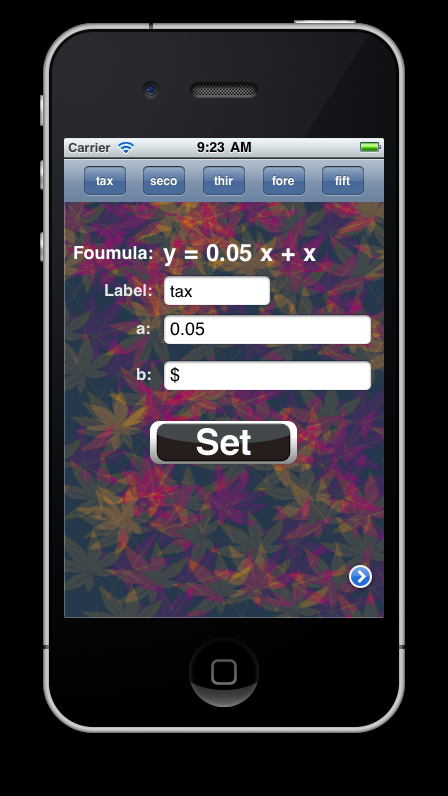 Carrier 9:23 AM
tax seco thir fore fift
Foumula: y = 0.05 x + x
Label: tax
a: 0.05
b: $
Set